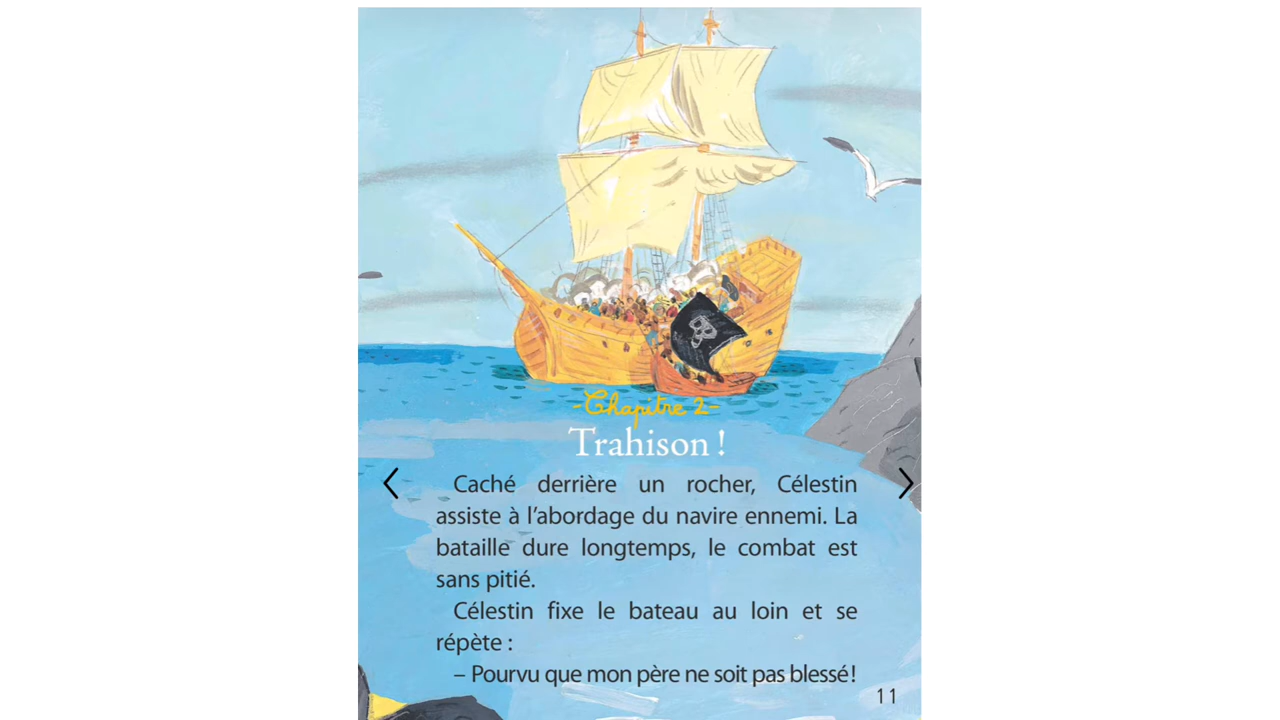 -Chapitre 2-
Trahison !
Caché derrière un rocher, Célestin
assiste à l’abordage du navire ennemi. La
bataille dure longtemps, le combat est
sans pitié.
Célestin fixe le bateau au loin et se
répète :
– Pourvu que mon père ne soit pas blessé !
11